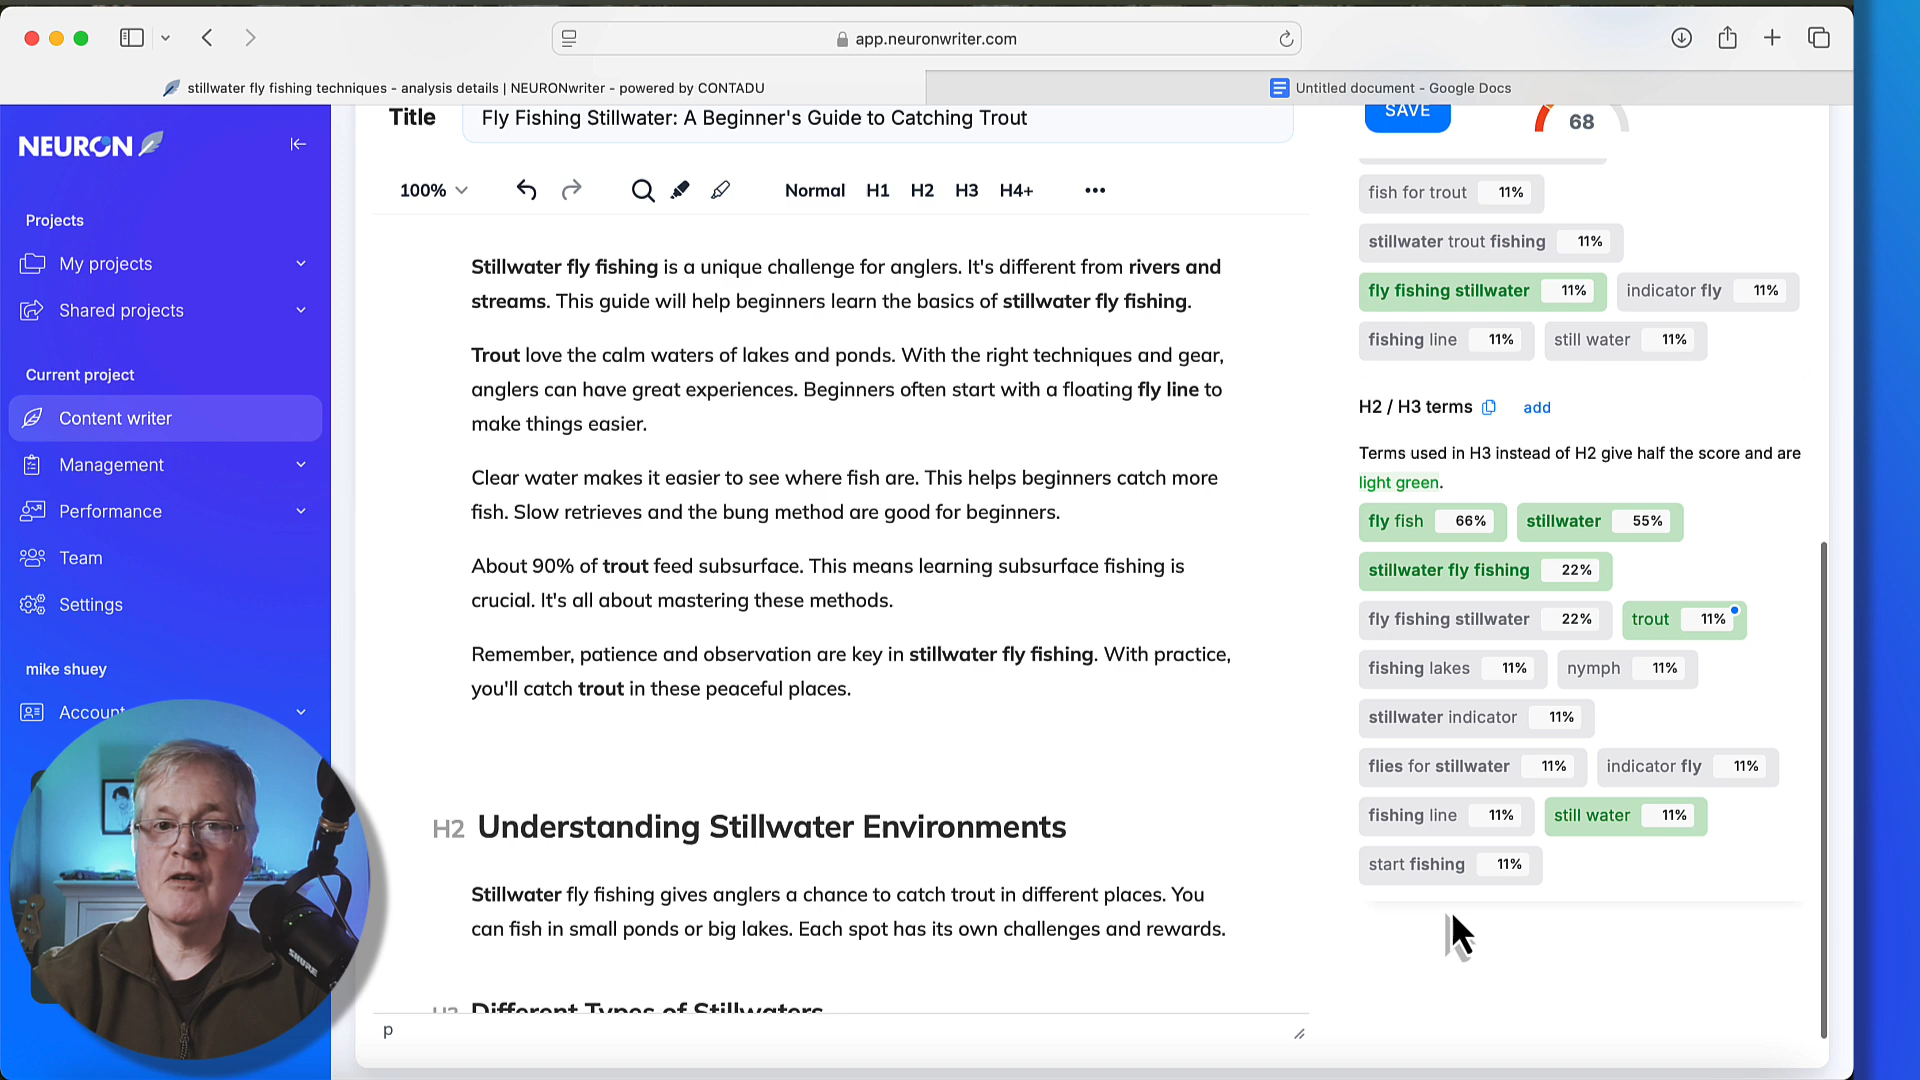 app.neuronwriter.com
stillwater fly fishing techniques - analysis details | NEURONwriter - powered by CONTADU
Untitled document - Google Docs
NEURON
Projects
My projects
Shared projects
Current project
Content writer
Management
Performance
Team
Settings
mike shuey
Account
Title
Fly Fishing Stillwater: A Beginner's Guide to Catching Trout
100%
Normal H1 H2 H3 H4+
Stillwater fly fishing is a unique challenge for anglers. It's different from rivers and
streams. This guide will help beginners learn the basics of stillwater fly fishing.
Trout love the calm waters of lakes and ponds. With the right techniques and gear,
anglers can have great experiences. Beginners often start with a floating fly line to
make things easier.
Clear water makes it easier to see where fish are. This helps beginners catch more
fish. Slow retrieves and the bung method are good for beginners.
About 90% of trout feed subsurface. This means learning subsurface fishing is
crucial. It's all about mastering these methods.
Remember, patience and observation are key in stillwater fly fishing. With practice,
you'll catch trout in these peaceful places.
H2 Understanding Stillwater Environments
Stillwater fly fishing gives anglers a chance to catch trout in different places. You
can fish in small ponds or big lakes. Each spot has its own challenges and rewards.
Different Types of Stillwaters
p
SAVE
68
fish for trout 11%
stillwater trout fishing 11%
fly fishing stillwater 11% indicator fly 11%
fishing line 11% still water 11%
H2 / H3 terms add
Terms used in H3 instead of H2 give half the score and are
light green.
fly fish 66% stillwater 55%
stillwater fly fishing 22%
fly fishing stillwater 22% trout 11%
fishing lakes 11% nymph 11%
stillwater indicator 11%
flies for stillwater 11% indicator fly 11%
fishing line 11% still water 11%
start fishing 11%
SHURE